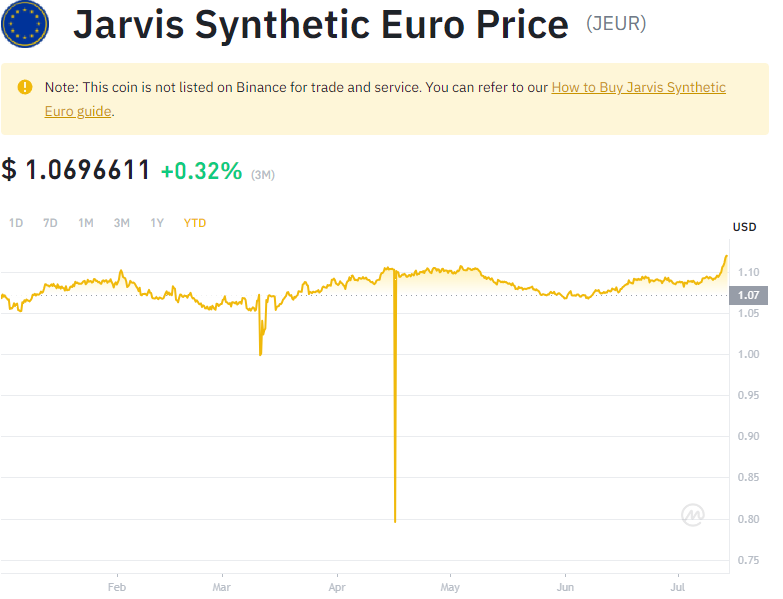 Jarvis Synthetic Euro Price (JEUR)
Note: This coin is not listed on Binance for trade and service. You can refer to our How to Buy Jarvis Synthetic
Euro guide.
$ 1.0696611 +0.32% (3M)
1D 7D 1M 3M 1Y YTD
USD
1.10
1.07
1.05
1.00
0.95
0.90
0.85
0.80
0.75
Feb Mar Apr May Jun Jul